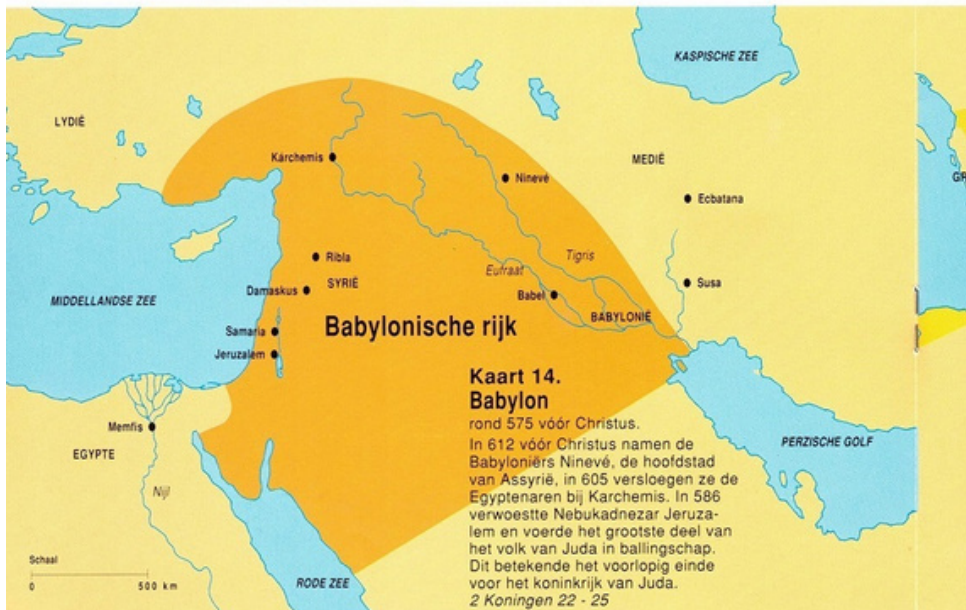 KASPISCHE ZEE
LYDIË
Karchemis
MEDIË
Ninevé
Ecbatana
GR
Ribla
Tigris
Eufraat
SYRIË
Susa
MIDDELLANDSE ZEE
Damaskus
Babel
BABYLONIË
Samaria
Babylonische rijk
Jeruzalem
Kaart 14.
Babylon
rond 575 vóór Christus.
In 612 vóór Christus namen de
Babyloniërs Ninevé, de hoofdstad
van Assyrië, in 605 versloegen ze de
Egyptenaren bij Karchemis. In 586
verwoestte Nebukadnezar Jeruza-
lem en voerde het grootste deel van
het volk van Juda in ballingschap.
Dit betekende het voorlopig einde
voor het koninkrijk van Juda.
2 Koningen 22 - 25
Memfis
EGYPTE
PERZISCHE GOLF
Nijl
Schaal
0 500 km
RODE ZEE